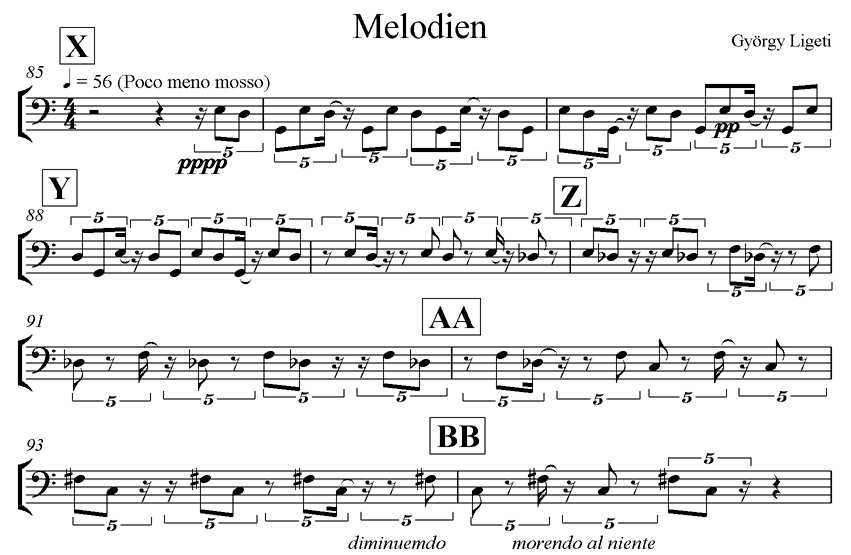 Melodien
György Ligeti
X
85
♩ = 56 (Poco meno mosso)
4
4
5 5 5 5 5 5 5 5 5
pppp
pp
Y
Z
88
5 5 5 5 5 5 5 5 5 5
5 5
91
AA
5 5 5 5 5 5 5 5
93
BB
5
5 5 5 5 5 5
diminuemdo
morendo al niente